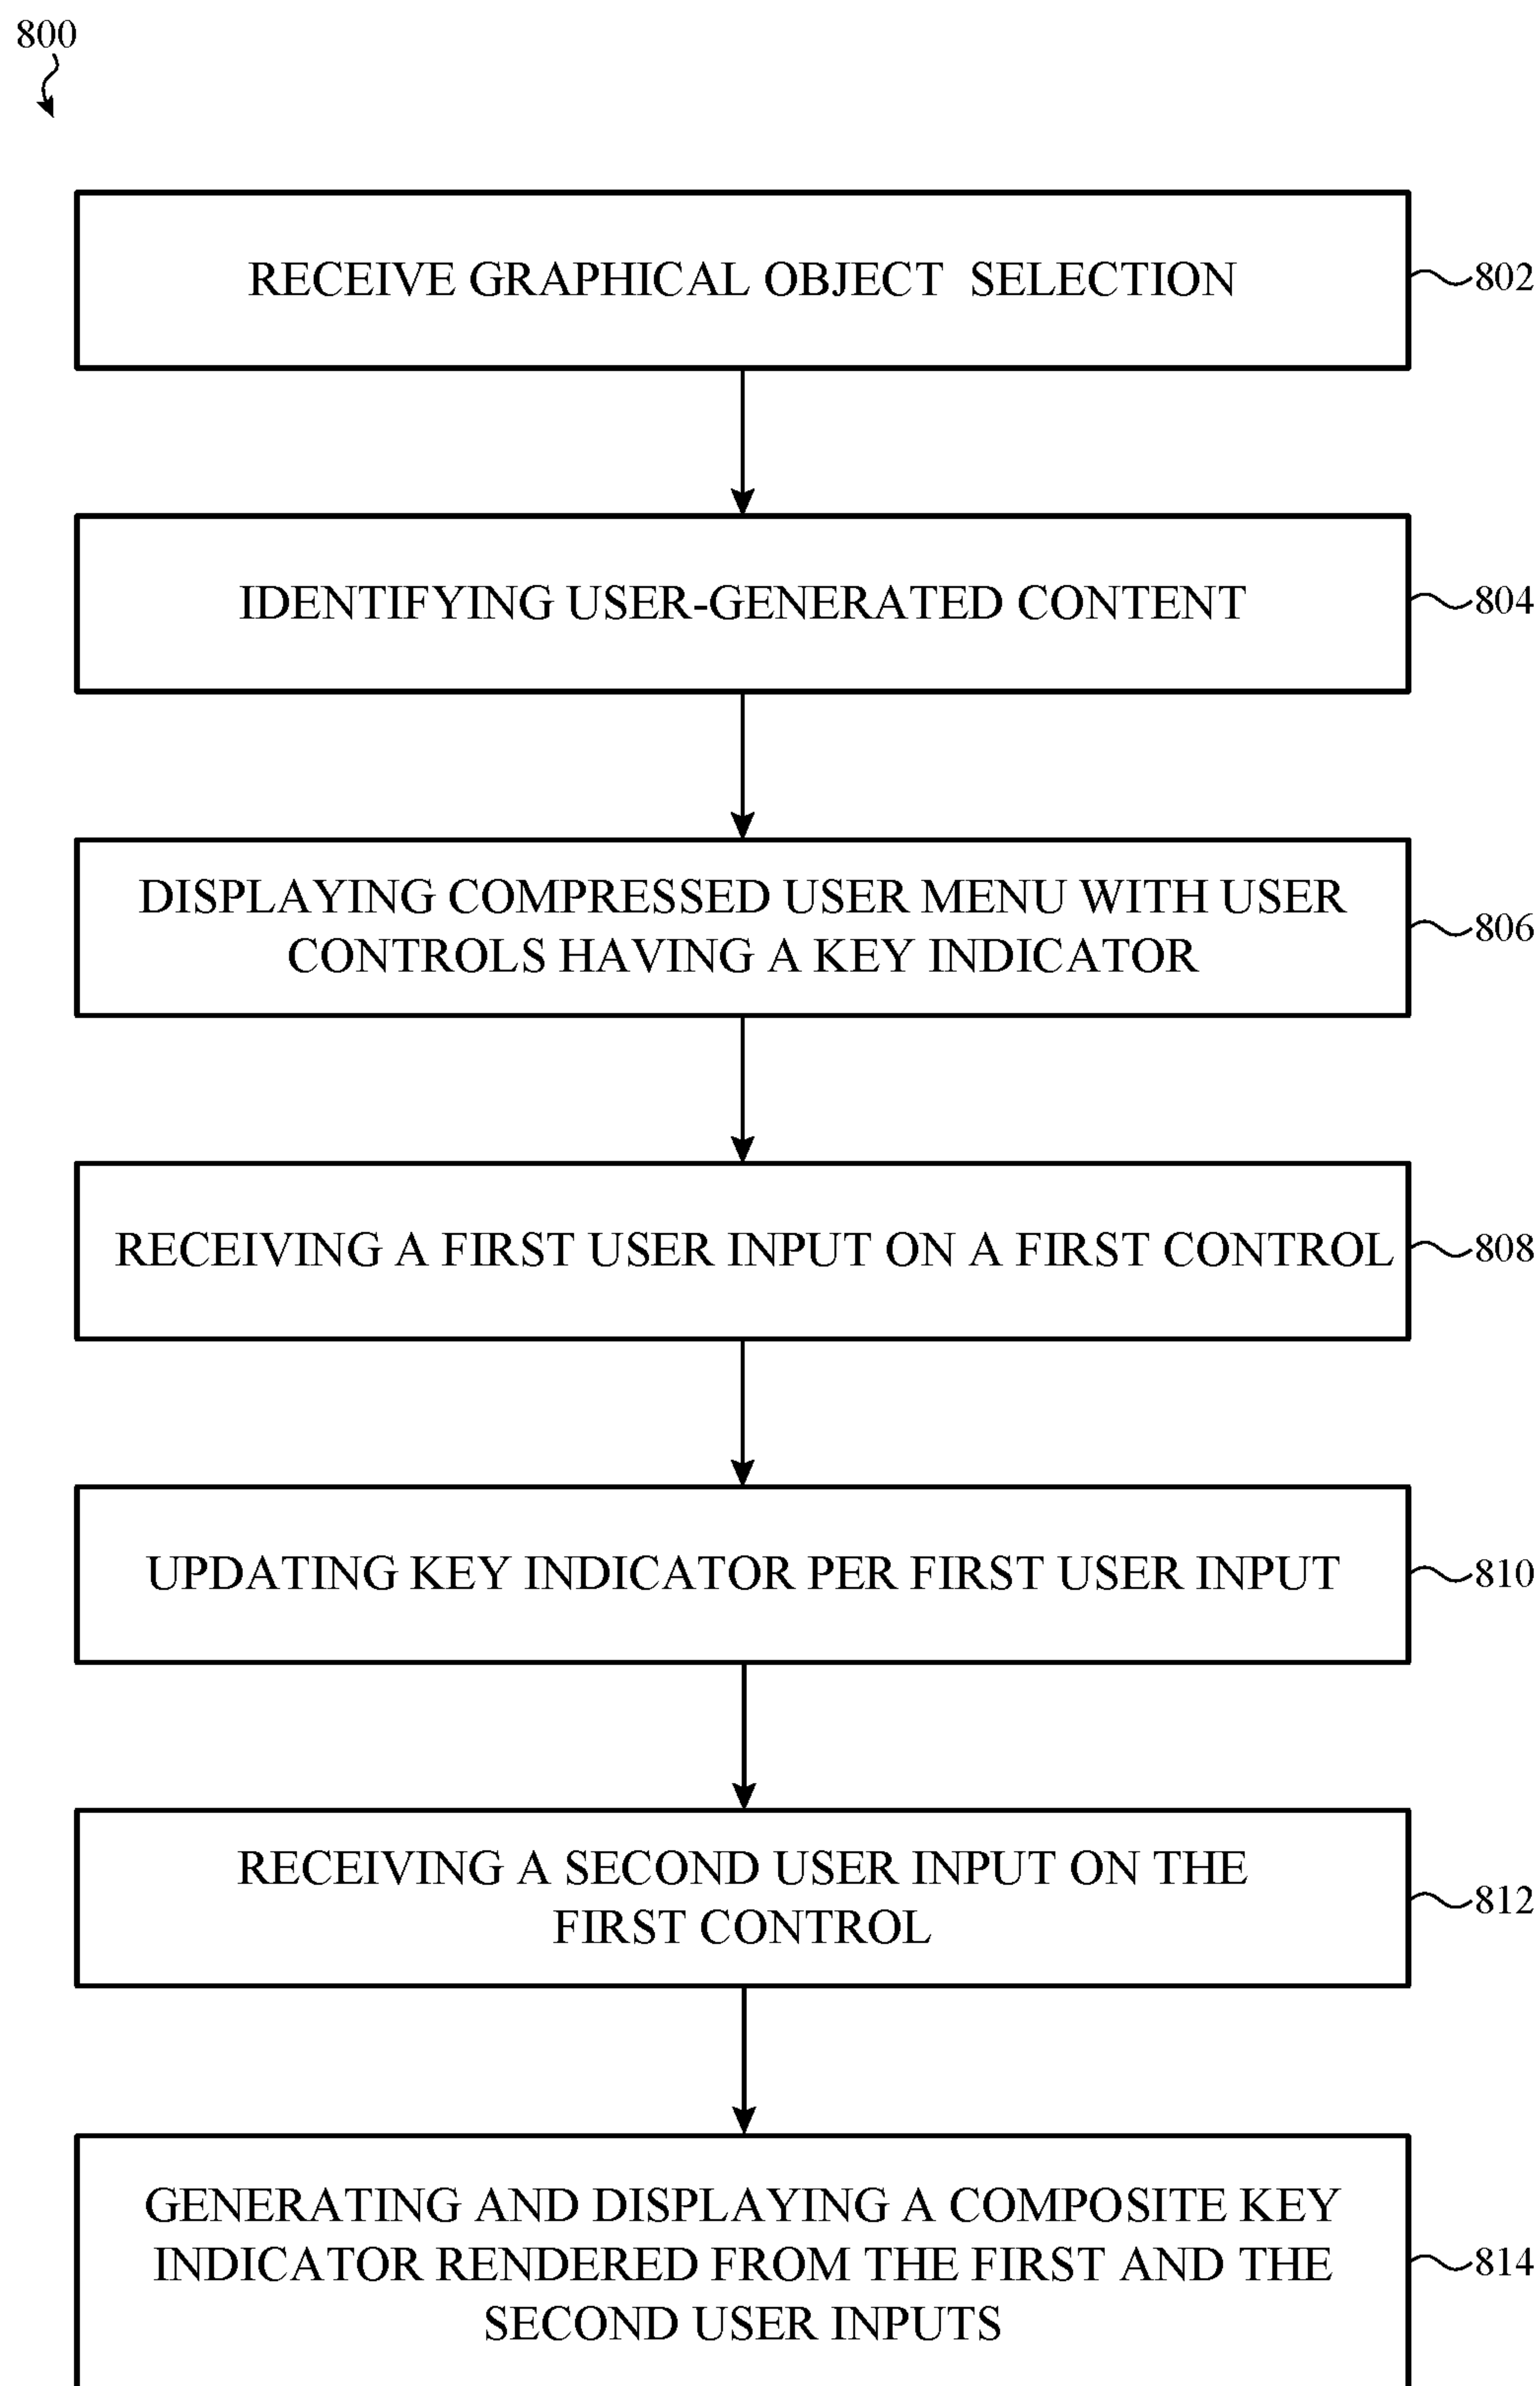 800
RECEIVE GRAPHICAL OBJECT SELECTION
802
IDENTIFYING USER-GENERATED CONTENT
804
DISPLAYING COMPRESSED USER MENU WITH USER
CONTROLS HAVING A KEY INDICATOR
806
RECEIVING A FIRST USER INPUT ON A FIRST CONTROL
808
UPDATING KEY INDICATOR PER FIRST USER INPUT
810
RECEIVING A SECOND USER INPUT ON THE
FIRST CONTROL
812
GENERATING AND DISPLAYING A COMPOSITE KEY
INDICATOR RENDERED FROM THE FIRST AND THE
SECOND USER INPUTS
814